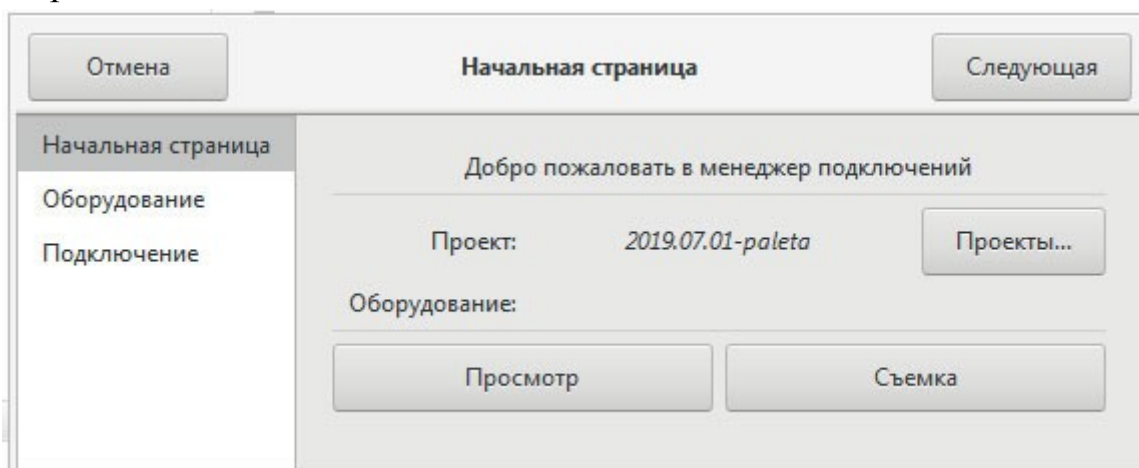 Отмена
Начальная страница
Следующая
Начальная страница
Оборудование
Подключение
Добро пожаловать в менеджер подключений
Проект: 2019.07.01-paleta Проекты...
Оборудование:
Просмотр
Съемка